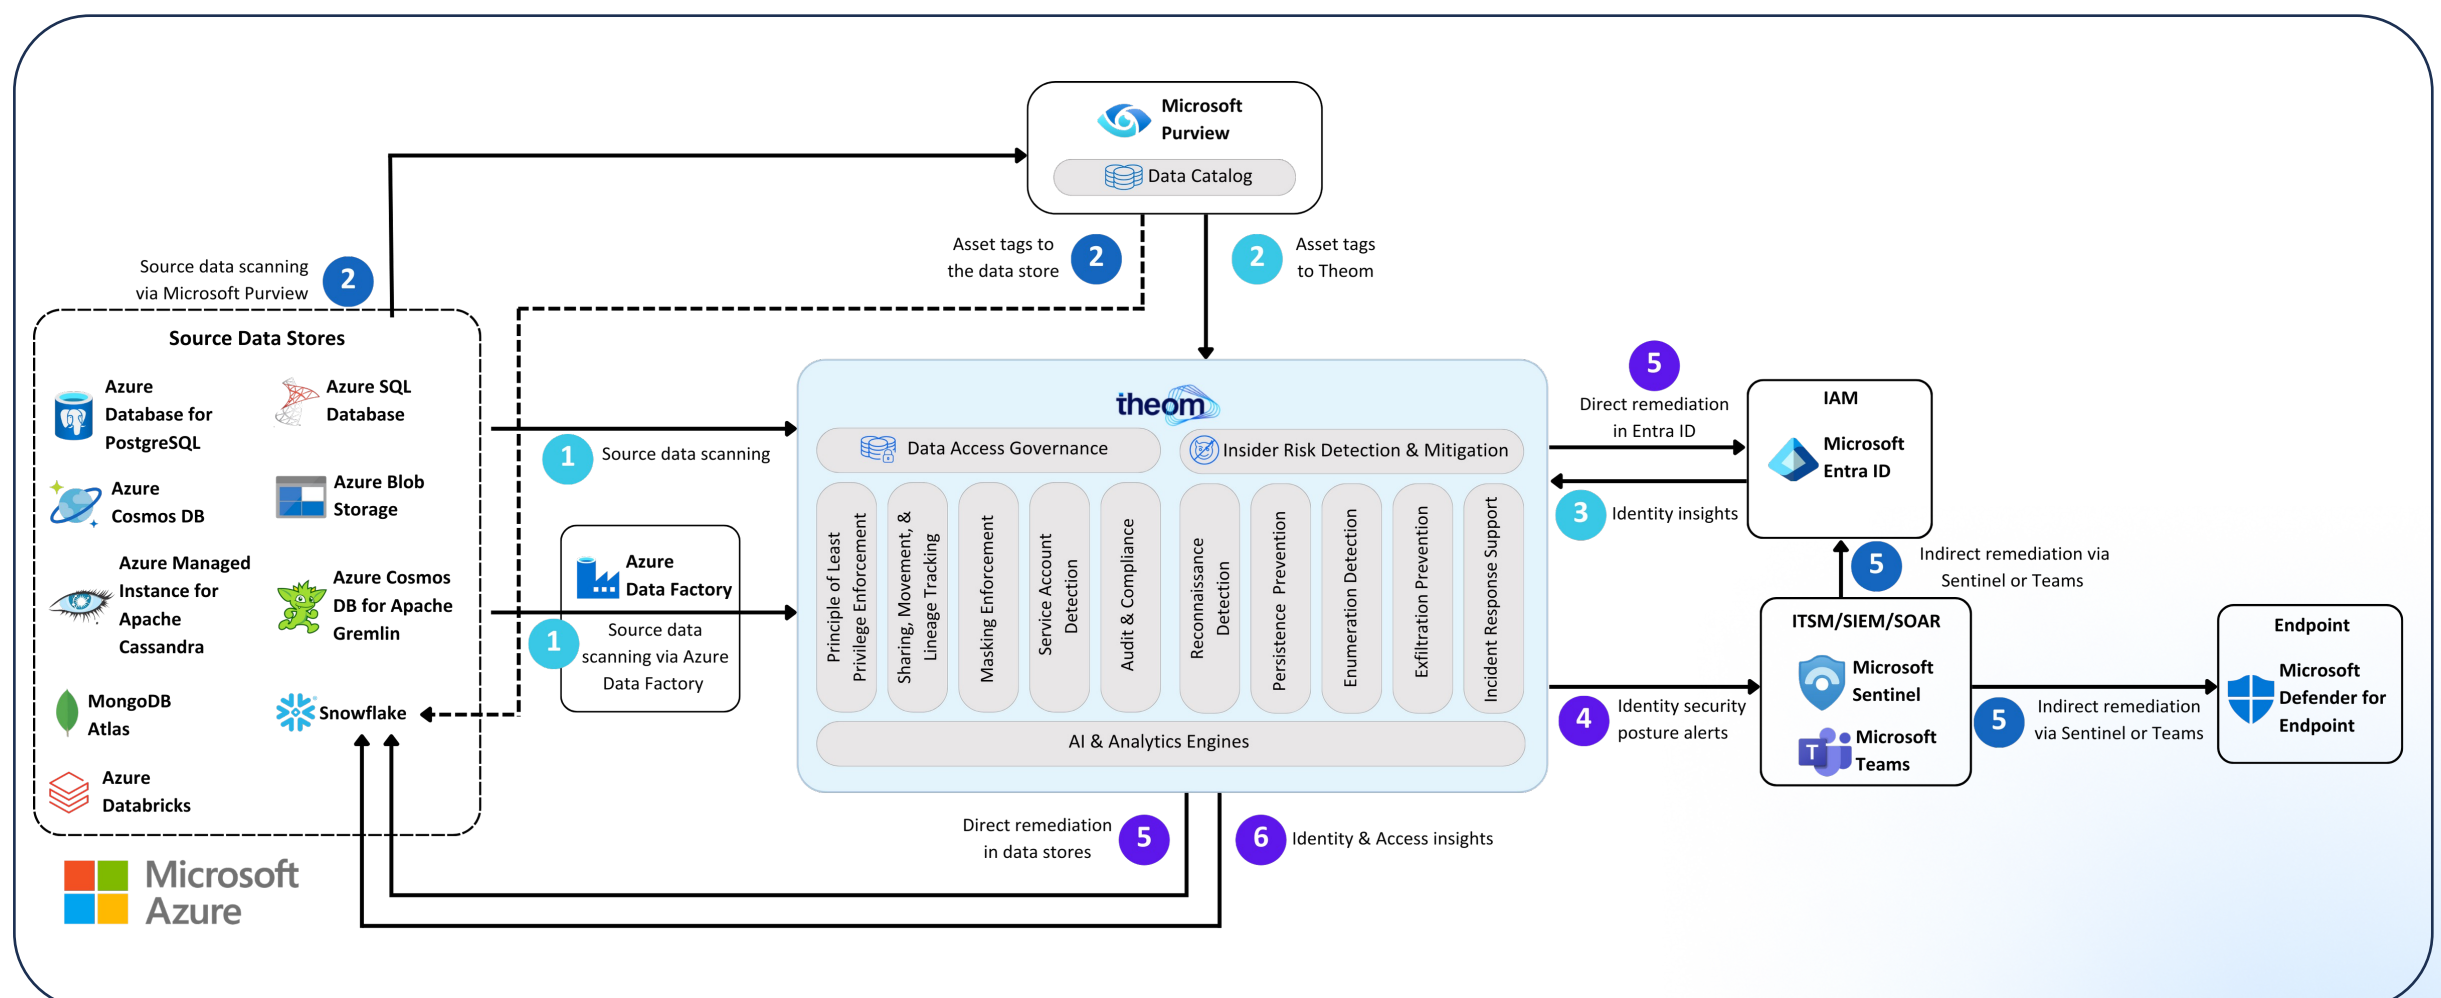 Microsoft
Purview
Data Catalog
Source data scanning
via Microsoft Purview
2
Asset tags to
the data store
2
2
Asset tags
to Theom
Source Data Stores
Azure
Database for
PostgreSQL
Azure SQL
Database
Azure
Cosmos DB
Azure Blob
Storage
Azure Managed
Instance for
Apache
Cassandra
Azure Cosmos
DB for Apache
Gremlin
MongoDB
Atlas
Snowflake
Azure
Databricks
Microsoft
Azure
1
Source data scanning
Azure
Data Factory
1
Source data
scanning via Azure
Data Factory
theom
Data Access Governance
Insider Risk Detection & Mitigation
Principle of Least
Privilege Enforcement
Sharing, Movement, &
Lineage Tracking
Masking Enforcement
Service Account
Detection
Audit & Compliance
Reconnaissance
Detection
Persistence Prevention
Enumeration Detection
Exfiltration Prevention
Incident Response Support
AI & Analytics Engines
Direct remediation
in data stores
5
6
Identity & Access insights
5
Direct remediation
in Entra ID
3
Identity insights
IAM
Microsoft
Entra ID
5
Indirect remediation via
Sentinel or Teams
4
Identity security
posture alerts
ITSM/SIEM/SOAR
Microsoft
Sentinel
T
Microsoft
Teams
5
Indirect remediation
via Sentinel or Teams
Endpoint
Microsoft
Defender for
Endpoint